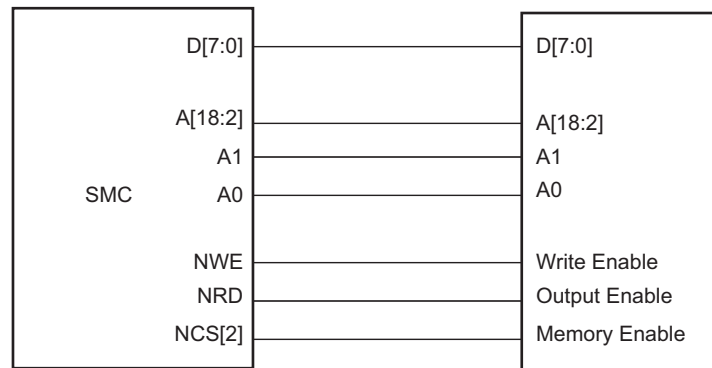 D[7:0] D[7:0]
A[18:2] A[18:2]
A1 A1
SMC A0 A0
NWE Write Enable
NRD Output Enable
NCS[2] Memory Enable